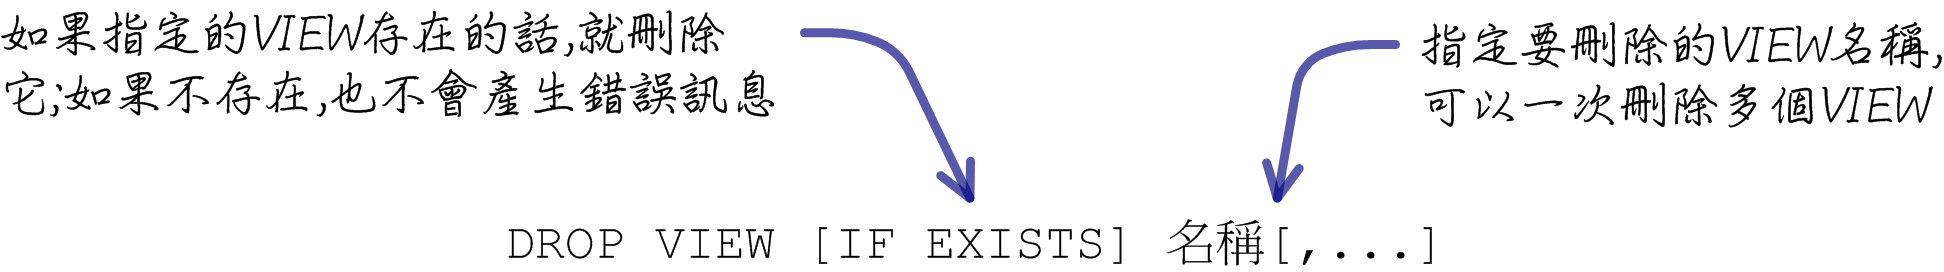 如果指定的VIEW存在的話,就刪除
它;如果不存在,也不會產生錯誤訊息
指定要刪除的VIEW名稱,
可以一次刪除多個VIEW
DROP VIEW [IF EXISTS] 名稱[,...]